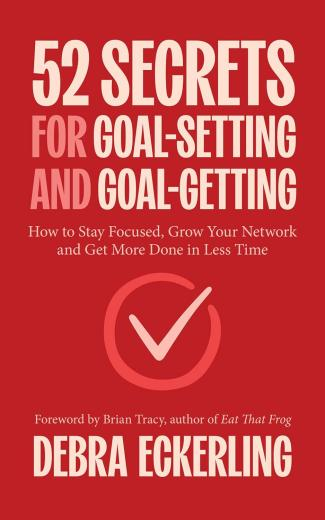 52 SECRETS
FOR GOAL-SETTING
AND GOAL-GETTING
How to Stay Focused, Grow Your Network
and Get More Done in Less Time
Foreword by Brian Tracy, author of Eat That Frog
DEBRA ECKERLING